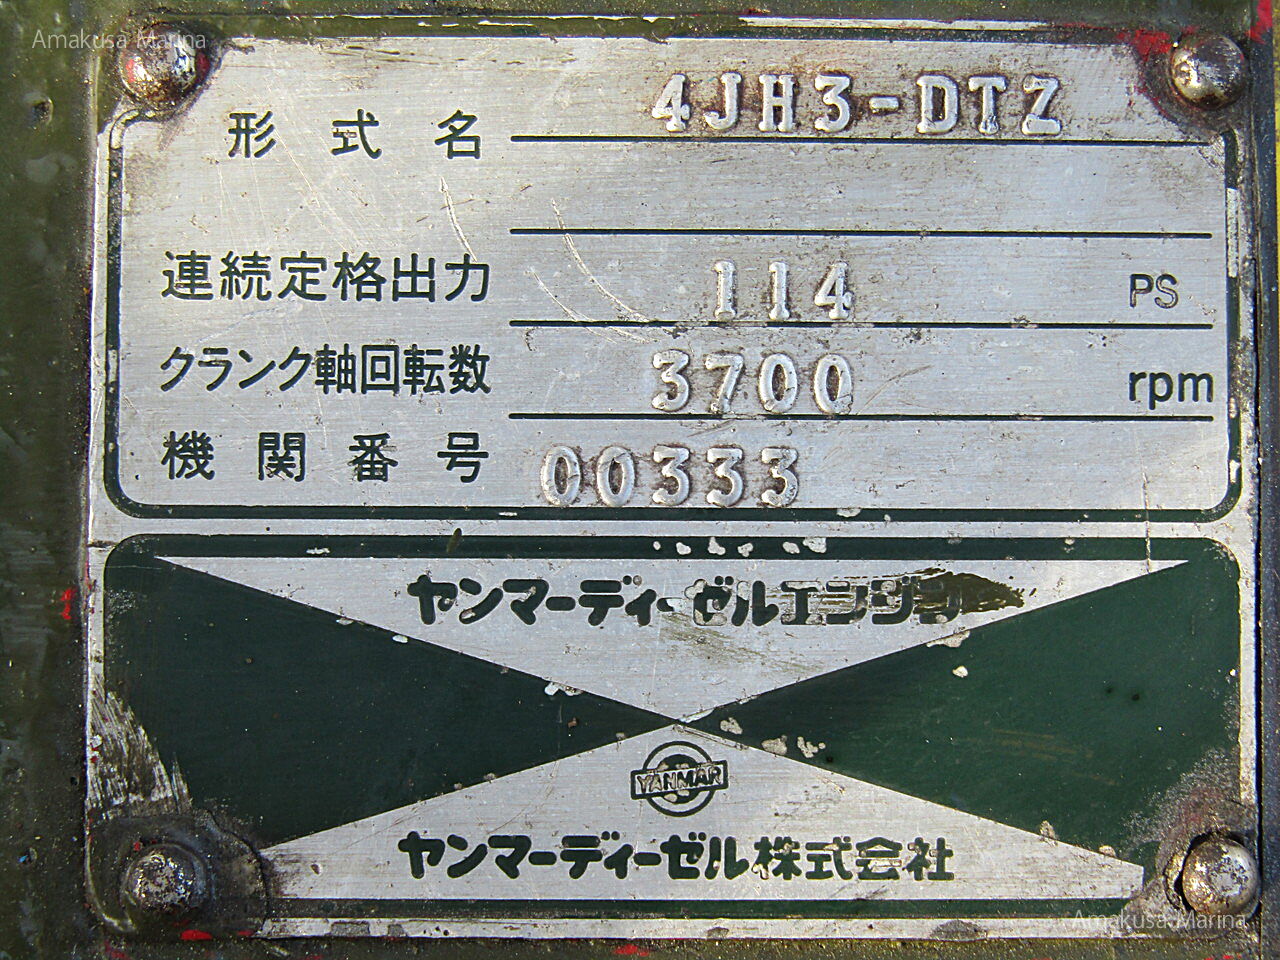 Amakusa Marina
形式名 4JH3-DTZ
連続定格出力 114 PS
クランク軸回転数 3700 rpm
機関番号 00333
ヤンマーディーゼルエンジン
YANMAR
ヤンマーディーゼル株式会社
Amakusa Marina